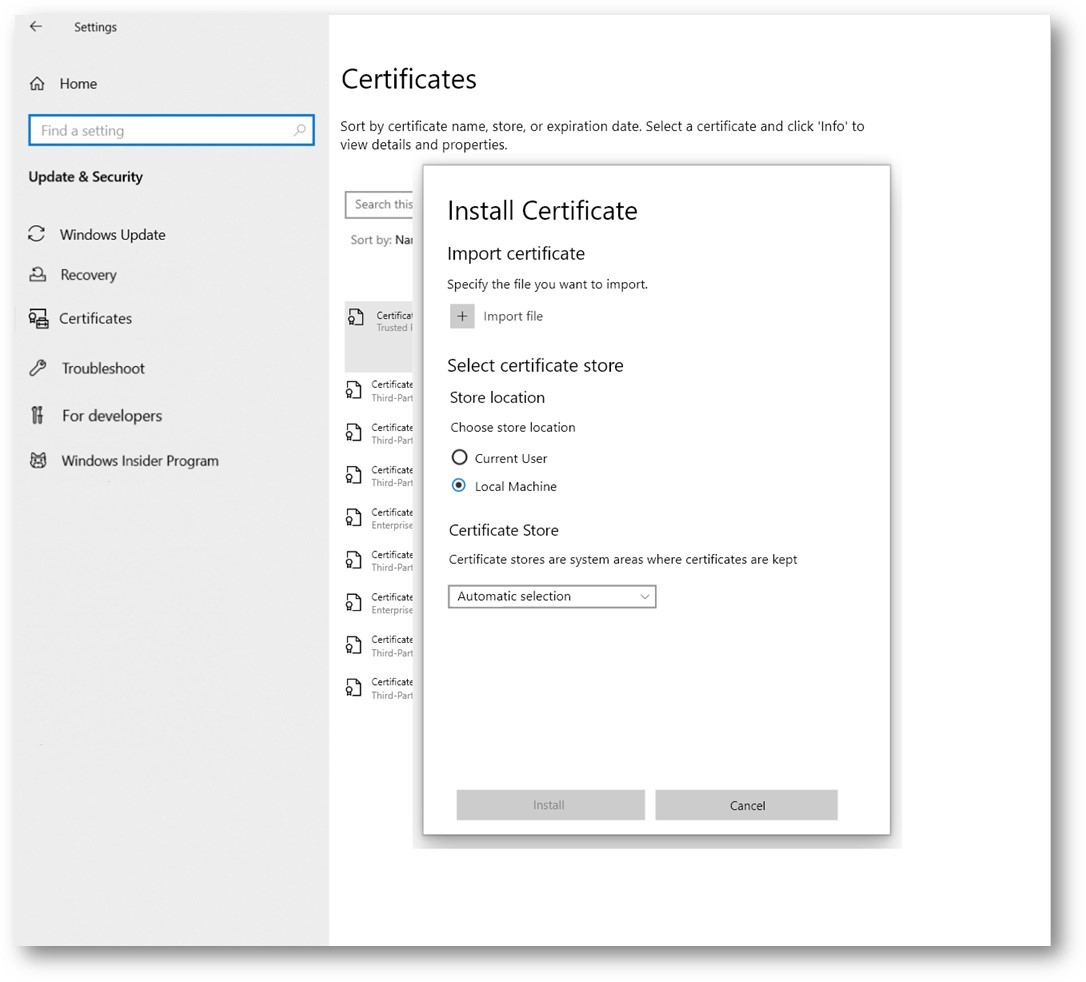 Settings
Home
Find a setting
Update & Security
Windows Update
Recovery
Certificates
Troubleshoot
For developers
Windows Insider Program
Certificates
Sort by certificate name, store, or expiration date. Select a certificate and click 'Info' to
view details and properties.
Search this
Sort by: Nar
Certificat
Trusted
Certificate
Third-Part
Certificate
Third-Part
Certificate
Third-Part
Certificate
Enterprise
Certificate
Third-Part
Certificate
Enterprise
Certificate
Third-Part
Certificate
Third-Part
Install Certificate
Import certificate
Specify the file you want to import.
Import file
Select certificate store
Store location
Choose store location
Current User
Local Machine
Certificate Store
Certificate stores are system areas where certificates are kept
Automatic selection
Install
Cancel